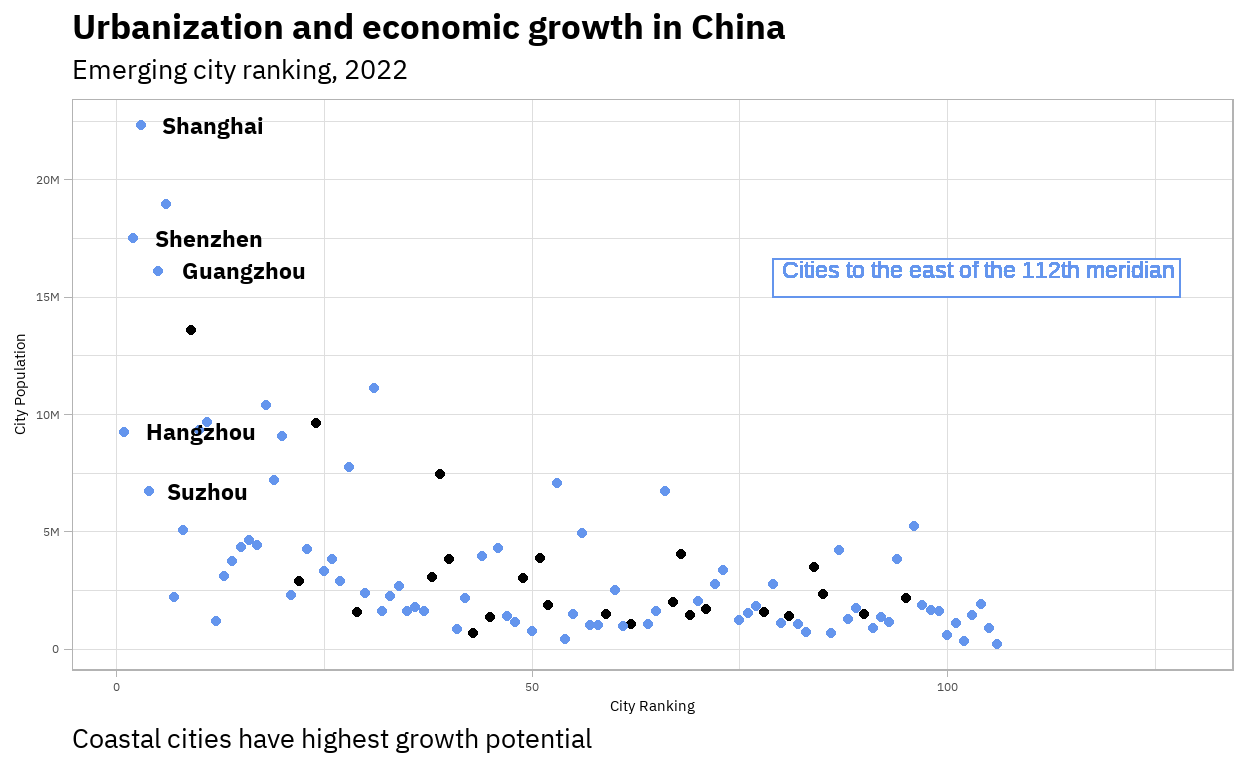 Urbanization and economic growth in China
Emerging city ranking, 2022
Shanghai
20M
Shenzhen
Guangzhou
Cities to the east of the 112th meridian
15M
City Population
10M
Hangzhou
Suzhou
5M
0
0 50 100
City Ranking
Coastal cities have highest growth potential